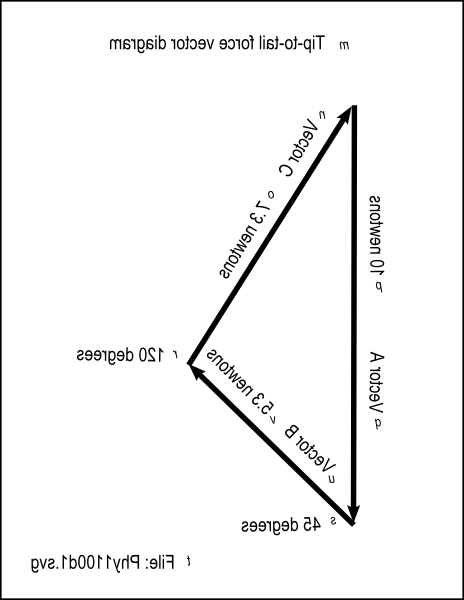 m Tip-to-tail force vector diagram
n Vector C
o 7.3 newtons
p 10 newtons
q Vector A
r 120 degrees
v 5.3 newtons
u Vector B
s 45 degrees
t File: Phy1100d1.svg